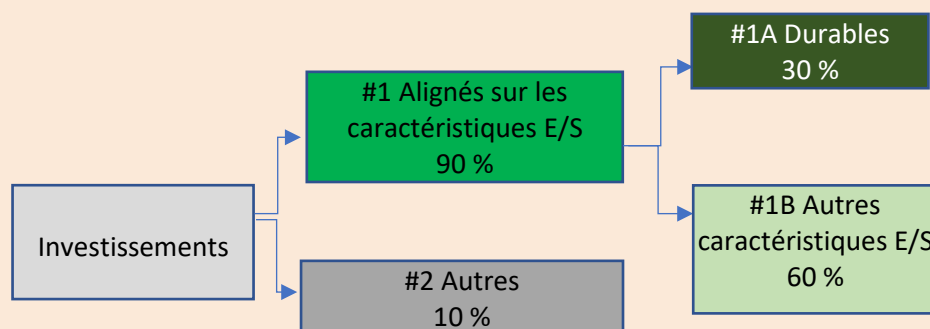 #1A Durables
30 %
#1 Alignés sur les
caractéristiques E/S
90 %
#1B Autres
caractéristiques E/S
60 %
Investissements
#2 Autres
10 %